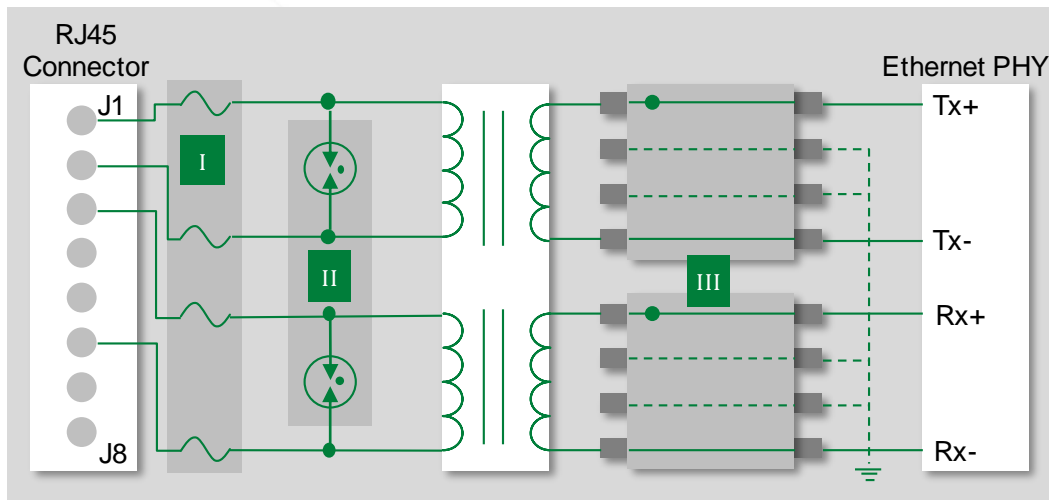 RJ45
Connector
Ethernet PHY
J1
Tx+
I
Tx-
II
III
Rx+
J8
Rx-